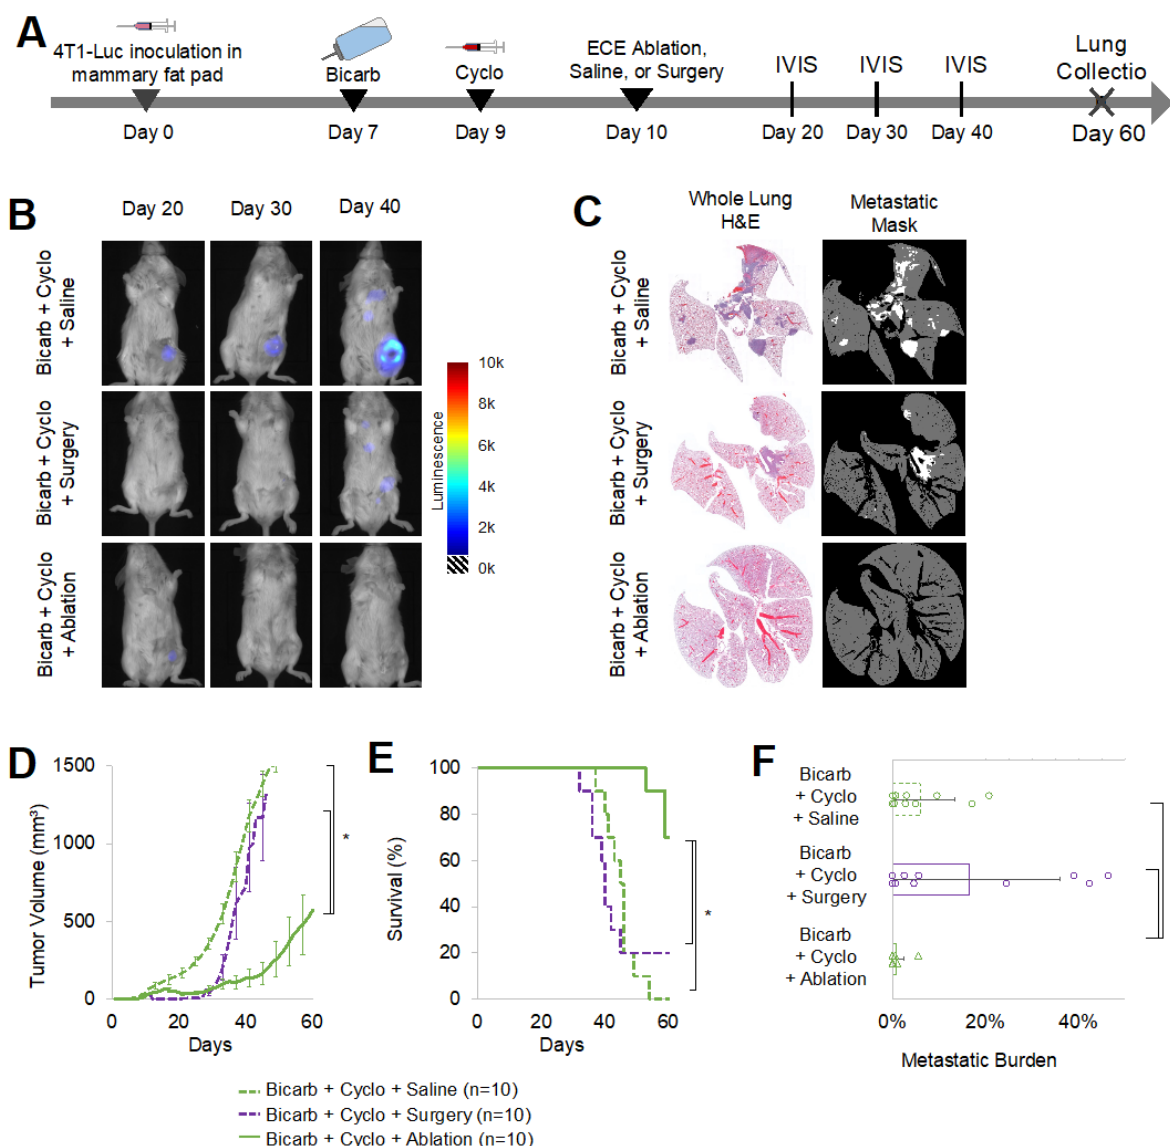 A
4T1-Luc inoculation in
mammary fat pad
Bicarb
Cyclo
ECE Ablation,
Saline, or Surgery
IVIS
IVIS
IVIS
Lung
Collectio
Day 0
Day 7
Day 9
Day 10
Day 20
Day 30
Day 40
Day 60
B
Day 20
Day 30
Day 40
Bicarb + Cyclo
+ Saline
Bicarb + Cyclo
+ Surgery
Bicarb + Cyclo
+ Ablation
Luminescence
10k
8k
6k
4k
2k
0k
C
Whole Lung
H&E
Metastatic
Mask
Bicarb + Cyclo
+ Saline
Bicarb + Cyclo
+ Surgery
Bicarb + Cyclo
+ Ablation
D
Tumor Volume (mm³)
1500
1000
500
0
0
20
40
60
Days
*
E
Survival (%)
100
80
60
40
20
0
0
20
40
60
Days
*
F
Bicarb
+ Cyclo
+ Saline
Bicarb
+ Cyclo
+ Surgery
Bicarb
+ Cyclo
+ Ablation
0%
20%
40%
Metastatic Burden
Bicarb + Cyclo + Saline (n=10)
Bicarb + Cyclo + Surgery (n=10)
Bicarb + Cyclo + Ablation (n=10)